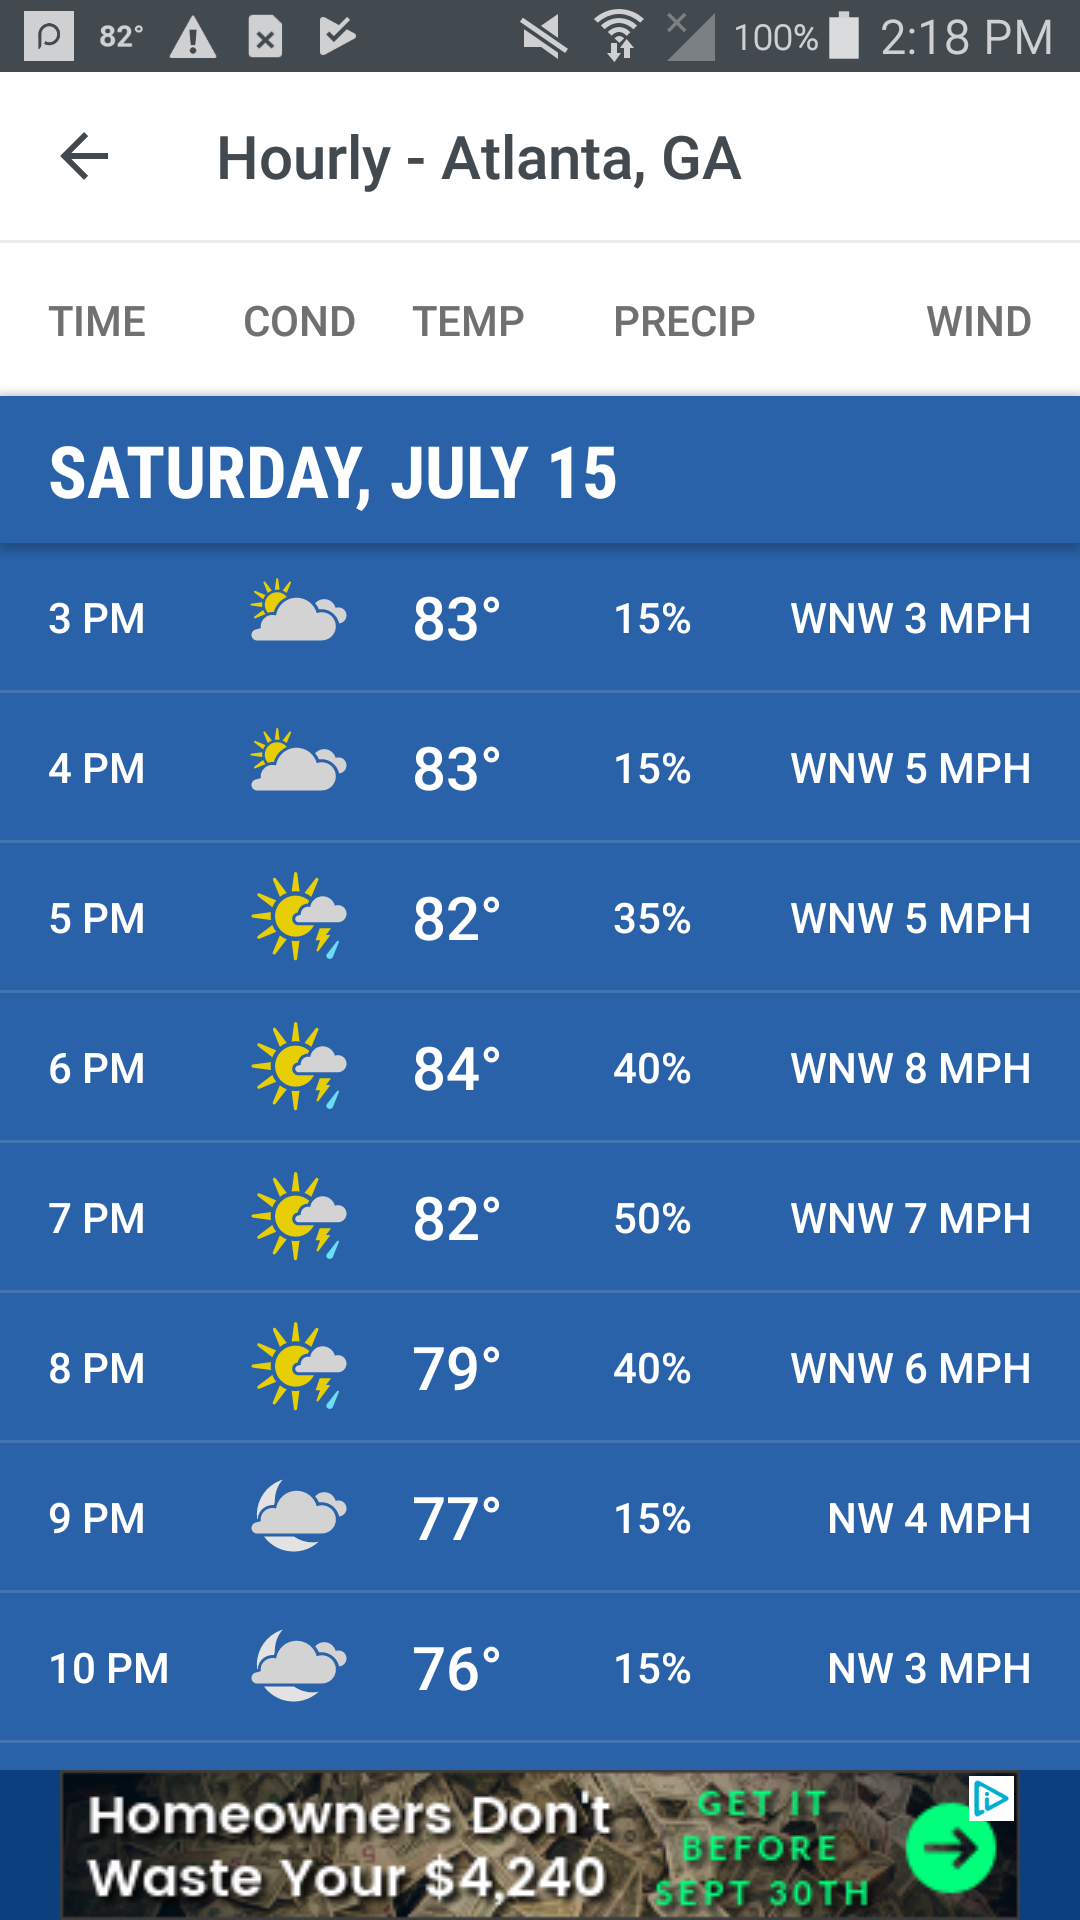 82° 100% 2:18 PM
Hourly - Atlanta, GA
TIME COND TEMP PRECIP WIND
SATURDAY, JULY 15
3 PM 83° 15% WNW 3 MPH
4 PM 83° 15% WNW 5 MPH
5 PM 82° 35% WNW 5 MPH
6 PM 84° 40% WNW 8 MPH
7 PM 82° 50% WNW 7 MPH
8 PM 79° 40% WNW 6 MPH
9 PM 77° 15% NW 4 MPH
10 PM 76° 15% NW 3 MPH
Homeowners Don't
Waste Your $4,240
GET IT
BEFORE
SEPT 30TH